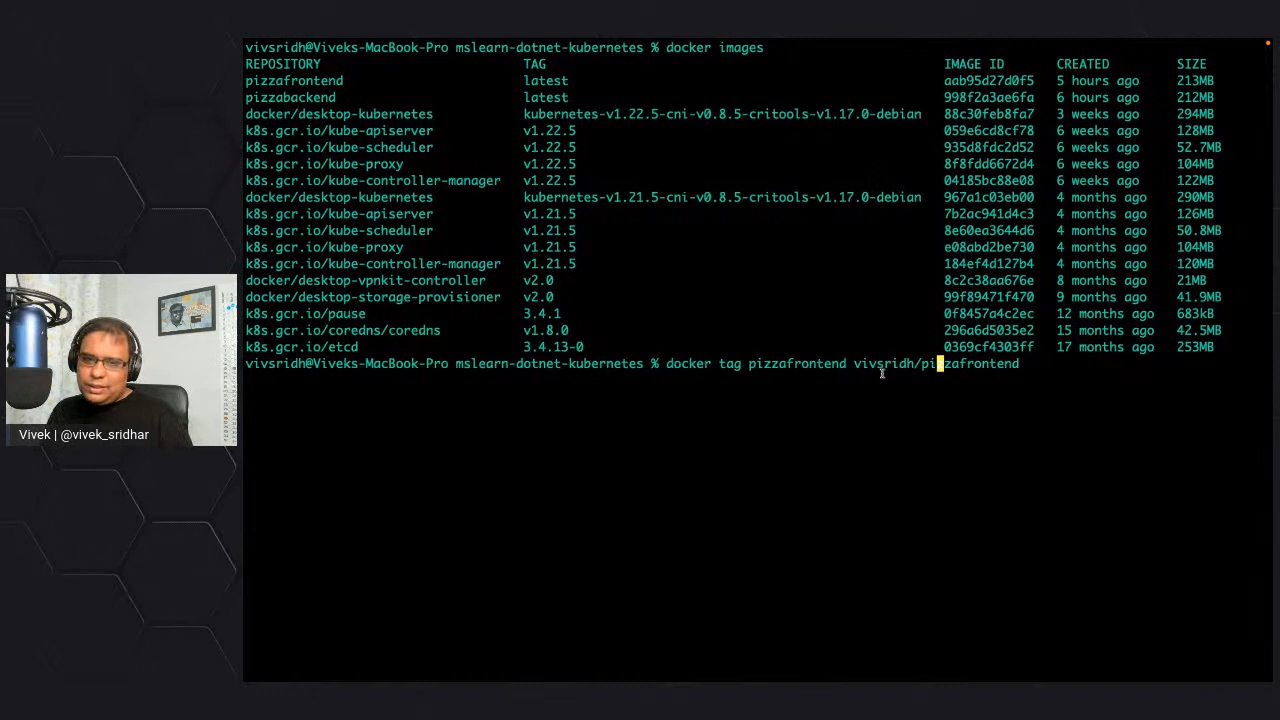 vivsridh@Viveks-MacBook-Pro mslearn-dotnet-kubernetes % docker images
REPOSITORY TAG IMAGE ID CREATED SIZE
pizzafrontend latest aab95d27d0f5 5 hours ago 213MB
pizzabackend latest 998f2a3ae6fa 6 hours ago 212MB
docker/desktop-kubernetes kubernetes-v1.22.5-cni-v0.8.5-critools-v1.17.0-debian 88c30feb8fa7 3 weeks ago 294MB
k8s.gcr.io/kube-apiserver v1.22.5 059e6cd8cf78 6 weeks ago 128MB
k8s.gcr.io/kube-scheduler v1.22.5 935d8fdc2d52 6 weeks ago 52.7MB
k8s.gcr.io/kube-proxy v1.22.5 8f8fdd6672d4 6 weeks ago 104MB
k8s.gcr.io/kube-controller-manager v1.22.5 04185bc88e08 6 weeks ago 122MB
docker/desktop-kubernetes kubernetes-v1.21.5-cni-v0.8.5-critools-v1.17.0-debian 967a1c03eb00 4 months ago 290MB
k8s.gcr.io/kube-apiserver v1.21.5 7b2ac941d4c3 4 months ago 126MB
k8s.gcr.io/kube-scheduler v1.21.5 8e60ea3644d6 4 months ago 50.8MB
k8s.gcr.io/kube-proxy v1.21.5 e08abd2be730 4 months ago 104MB
k8s.gcr.io/kube-controller-manager v1.21.5 184ef4d127b4 4 months ago 120MB
docker/desktop-vpnkit-controller v2.0 8c2c38aa676e 8 months ago 21MB
docker/desktop-storage-provisioner v2.0 99f89471f470 9 months ago 41.9MB
k8s.gcr.io/pause 3.4.1 0f8457a4c2ec 12 months ago 683kB
k8s.gcr.io/coredns/coredns v1.8.0 296a6d5035e2 15 months ago 42.5MB
k8s.gcr.io/etcd 3.4.13-0 0369cf4303ff 17 months ago 253MB
vivsridh@Viveks-MacBook-Pro mslearn-dotnet-kubernetes % docker tag pizzafrontend vivsridh/pizzafrontend
Vivek | @vivek_sridhar